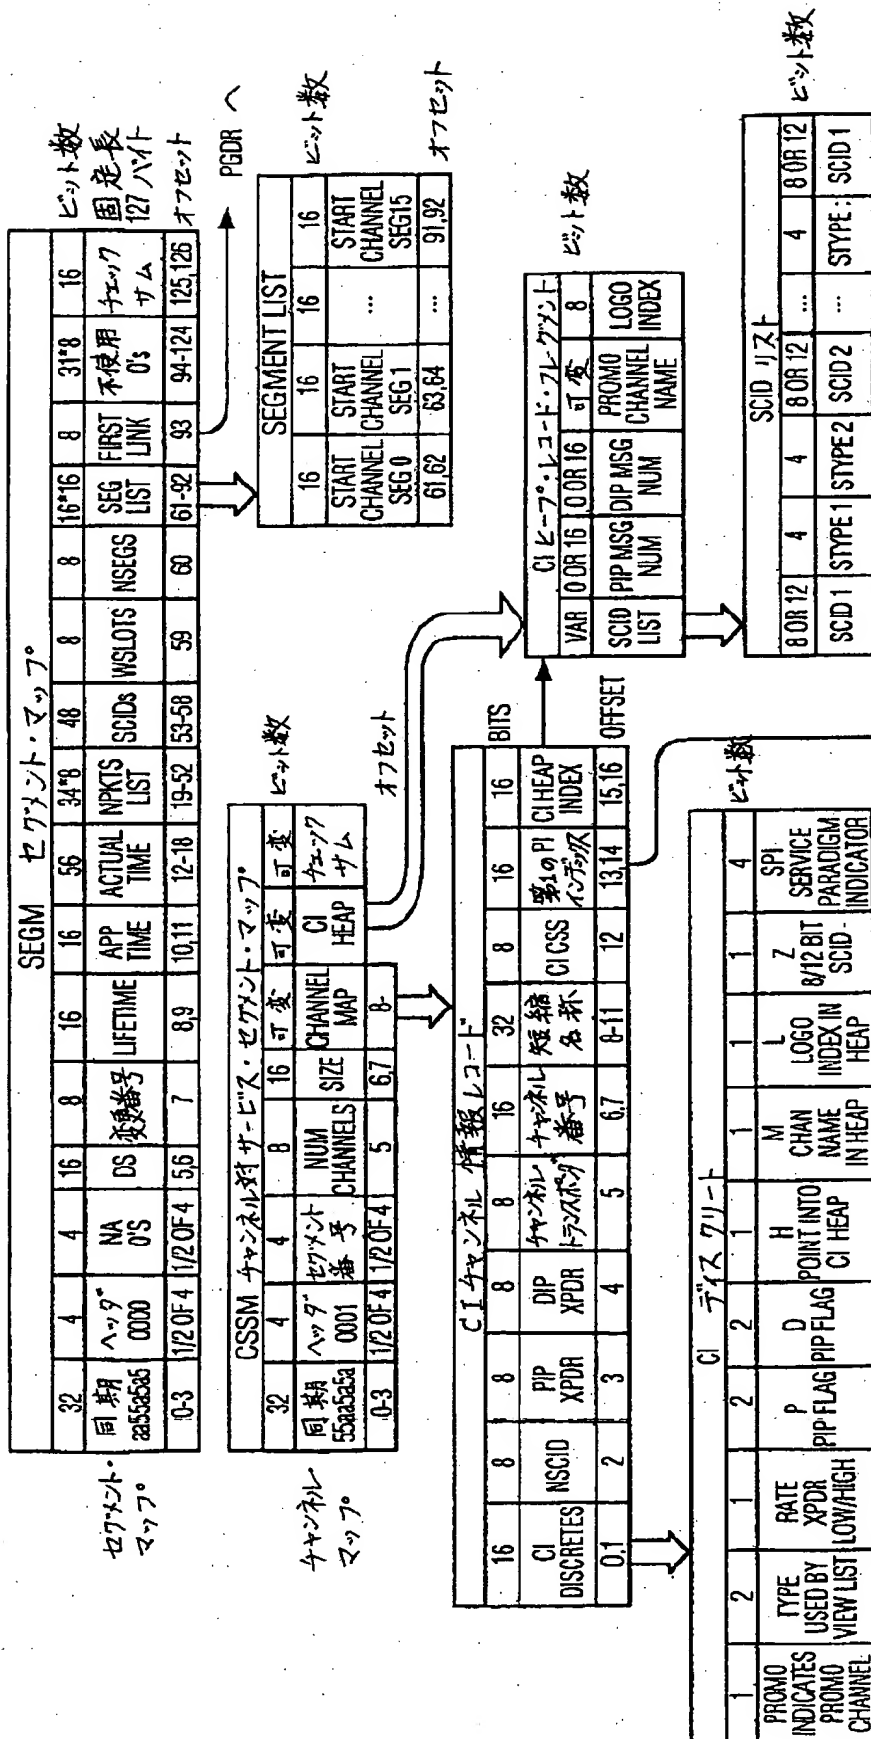 SEGM セグメント・マップ
32 4 4 16 8 16 16 56 34*8 48 8 8 16*16 8 31*8 16 ビット数
セグメント・マップ
同期 aa55a5a5 ヘッダ 0000 NA 0'S DS 変更番号 LIFETIME APP TIME ACTUAL TIME NPKTS LIST SCIDs WSLOTS NSEGS SEG LIST FIRST LINK 不使用 0's チェックサム 固定長 127 バイト
0-3 1/2 OF 4 1/2 OF 4 5,6 7 8,9 10,11 12-18 19-52 53-58 59 60 61-92 93 94-124 125,126 オフセット
PGDR へ
SEGMENT LIST
16 16 16 16 ビット数
START CHANNEL SEG 0 START CHANNEL SEG 1 ... START CHANNEL SEG15
61,62 63,64 ... 91,92 オフセット
CSSM チャンネル対サービス・セグメント・マップ
32 4 4 8 16 可変 可変 可変 ビット数
チャンネル・マップ
同期 55aa5a5a ヘッダ 0001 セグメント番号 NUM CHANNELS SIZE CHANNEL MAP CI HEAP チェックサム
0-3 1/2 OF 4 1/2 OF 4 5 6,7 8- オフセット
CIチャンネル情報レコード
16 8 8 8 8 16 32 8 16 16 BITS
CI DISCRETES NSCID PIP XPDR DIP XPDR チャンネルトランスポンダ チャンネル番号 短縮名称 CI CSS 第1のPIインデックス CI HEAP INDEX
0,1 2 3 4 5 6,7 8-11 12 13,14 15,16 OFFSET
CIヒープ・レコード・フレグメント
VAR 0 OR 16 0 OR 16 可変 8 ビット数
SCID LIST PIP MSG NUM DIP MSG NUM PROMO CHANNEL NAME LOGO INDEX
SCID リスト
8 OR 12 4 4 8 OR 12 ... 4 8 OR 12 ビット数
SCID 1 STYPE 1 STYPE 2 SCID 2 ... STYPE : SCID 1
CI ディスクリート
1 2 1 2 2 1 1 1 1 4 ビット数
PROMO INDICATES PROMO CHANNEL TYPE USED BY VIEW LIST RATE XPDR LOW/HIGH P PIP FLAG D PIP FLAG H POINT INTO CI HEAP M CHAN NAME IN HEAP L LOGO INDEX IN HEAP Z 8/12 BIT SCID- SPI SERVICE PARADIGM INDICATOR